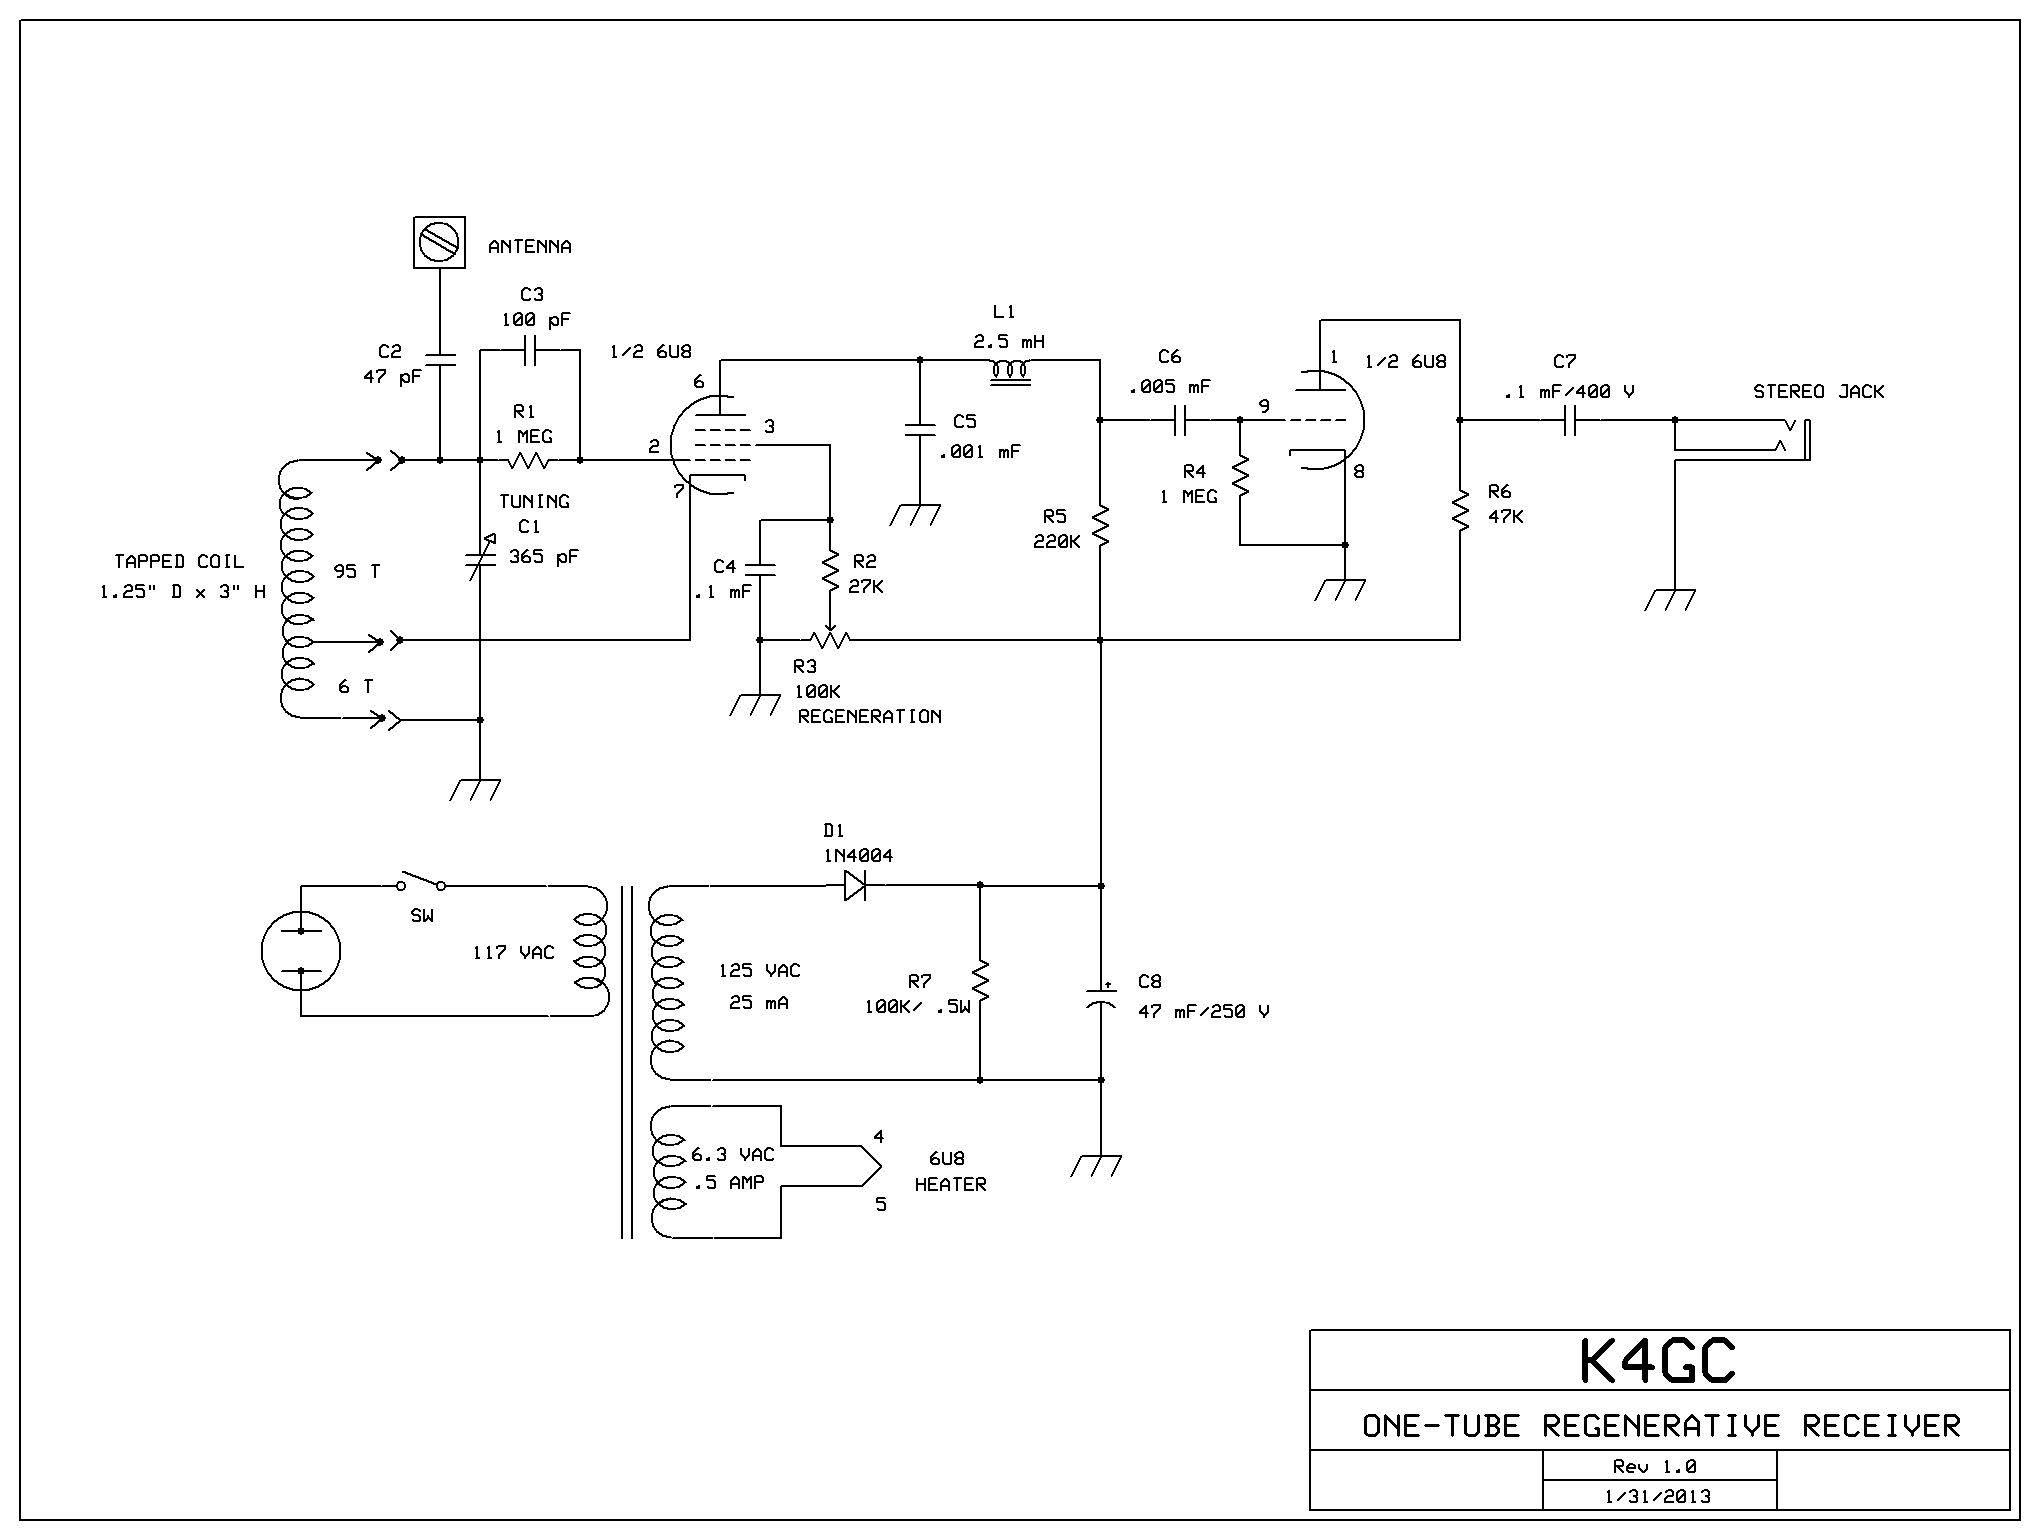 ANTENNA
C3
100 pF
C2
47 pF
1/2 6U8
6
3
2
7
R1
1 MEG
TUNING
C1
365 pF
TAPPED COIL
1.25" D x 3" H
95 T
6 T
C4
.1 mF
R2
27K
R3
100K
REGENERATION
L1
2.5 mH
C5
.001 mF
C6
.005 mF
R5
220K
R4
1 MEG
9
1
8
1/2 6U8
C7
.1 mF/400 V
STEREO JACK
R6
47K
D1
1N4004
SW
117 VAC
125 VAC
25 mA
R7
100K/ .5W
+
C8
47 mF/250 V
6.3 VAC
.5 AMP
4
5
6U8
HEATER
K4GC
ONE-TUBE REGENERATIVE RECEIVER
Rev 1.0
1/31/2013